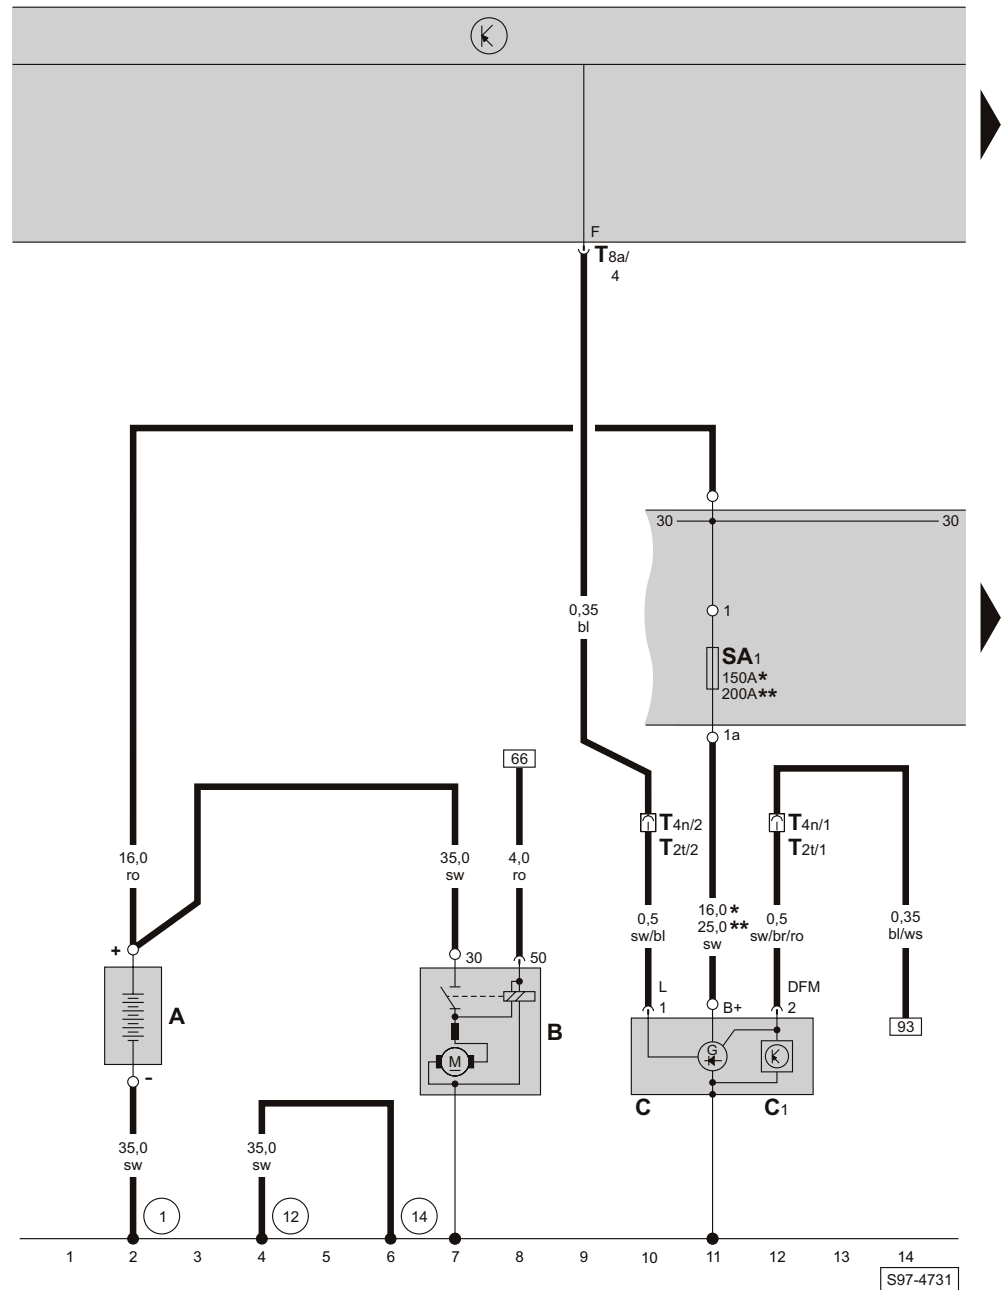 F
T8a/
4
30
30
0,35
bl
1
SA1
150A*
200A**
1a
66
T4n/2
T2t/2
T4n/1
T2t/1
16,0
ro
35,0
sw
4,0
ro
0,5
sw/bl
16,0*
25,0**
sw
0,5
sw/br/ro
0,35
bl/ws
+
30
50
A
B
L
1
B+
DFM
2
93
G
M
-
C
C1
35,0
sw
35,0
sw
1
12
14
1 2 3 4 5 6 7 8 9 10 11 12 13 14
S97-4731